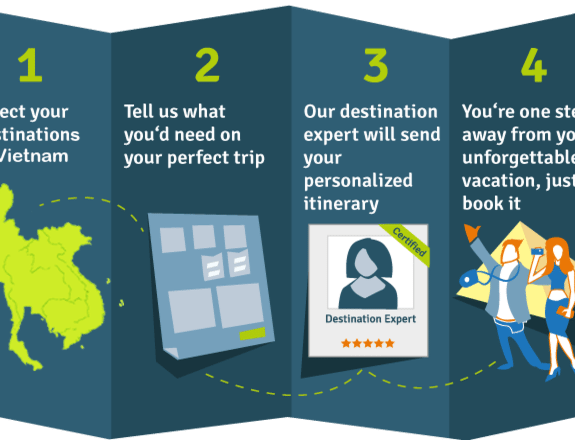 1
ect your
stinations
Vietnam
2
Tell us what
you‘d need on
your perfect trip
3
Our destination
expert will send
your
personalized
itinerary
Certified
Destination Expert
4
You‘re one ste
away from yo
unforgettable
vacation, just
book it